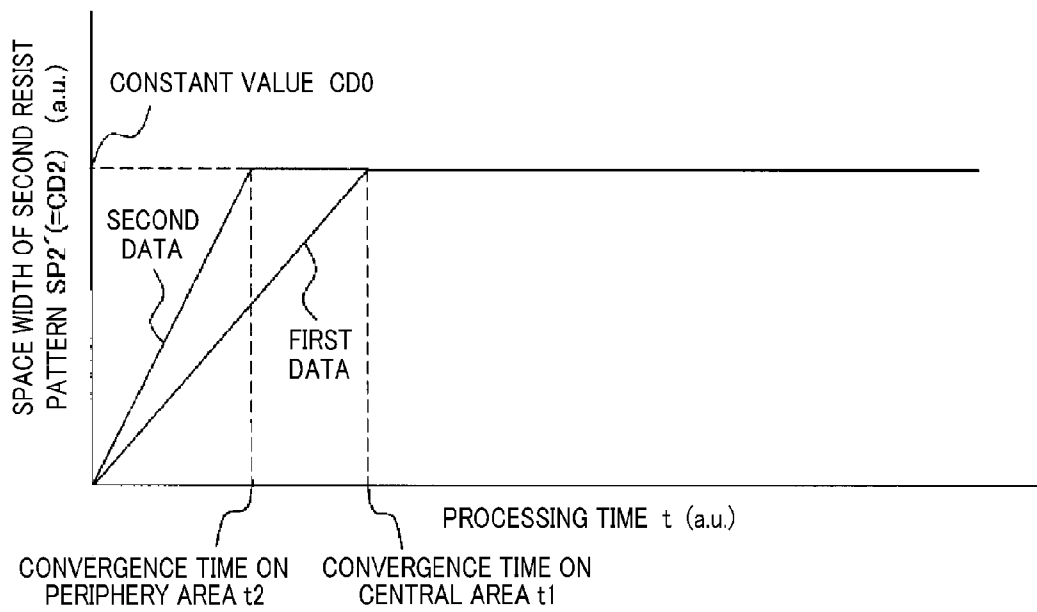 SPACE WIDTH OF SECOND RESIST
PATTERN SP2´(=CD2) (a.u.)
CONSTANT VALUE CD0
SECOND
DATA
FIRST
DATA
PROCESSING TIME t (a.u.)
CONVERGENCE TIME ON
PERIPHERY AREA t2
CONVERGENCE TIME ON
CENTRAL AREA t1